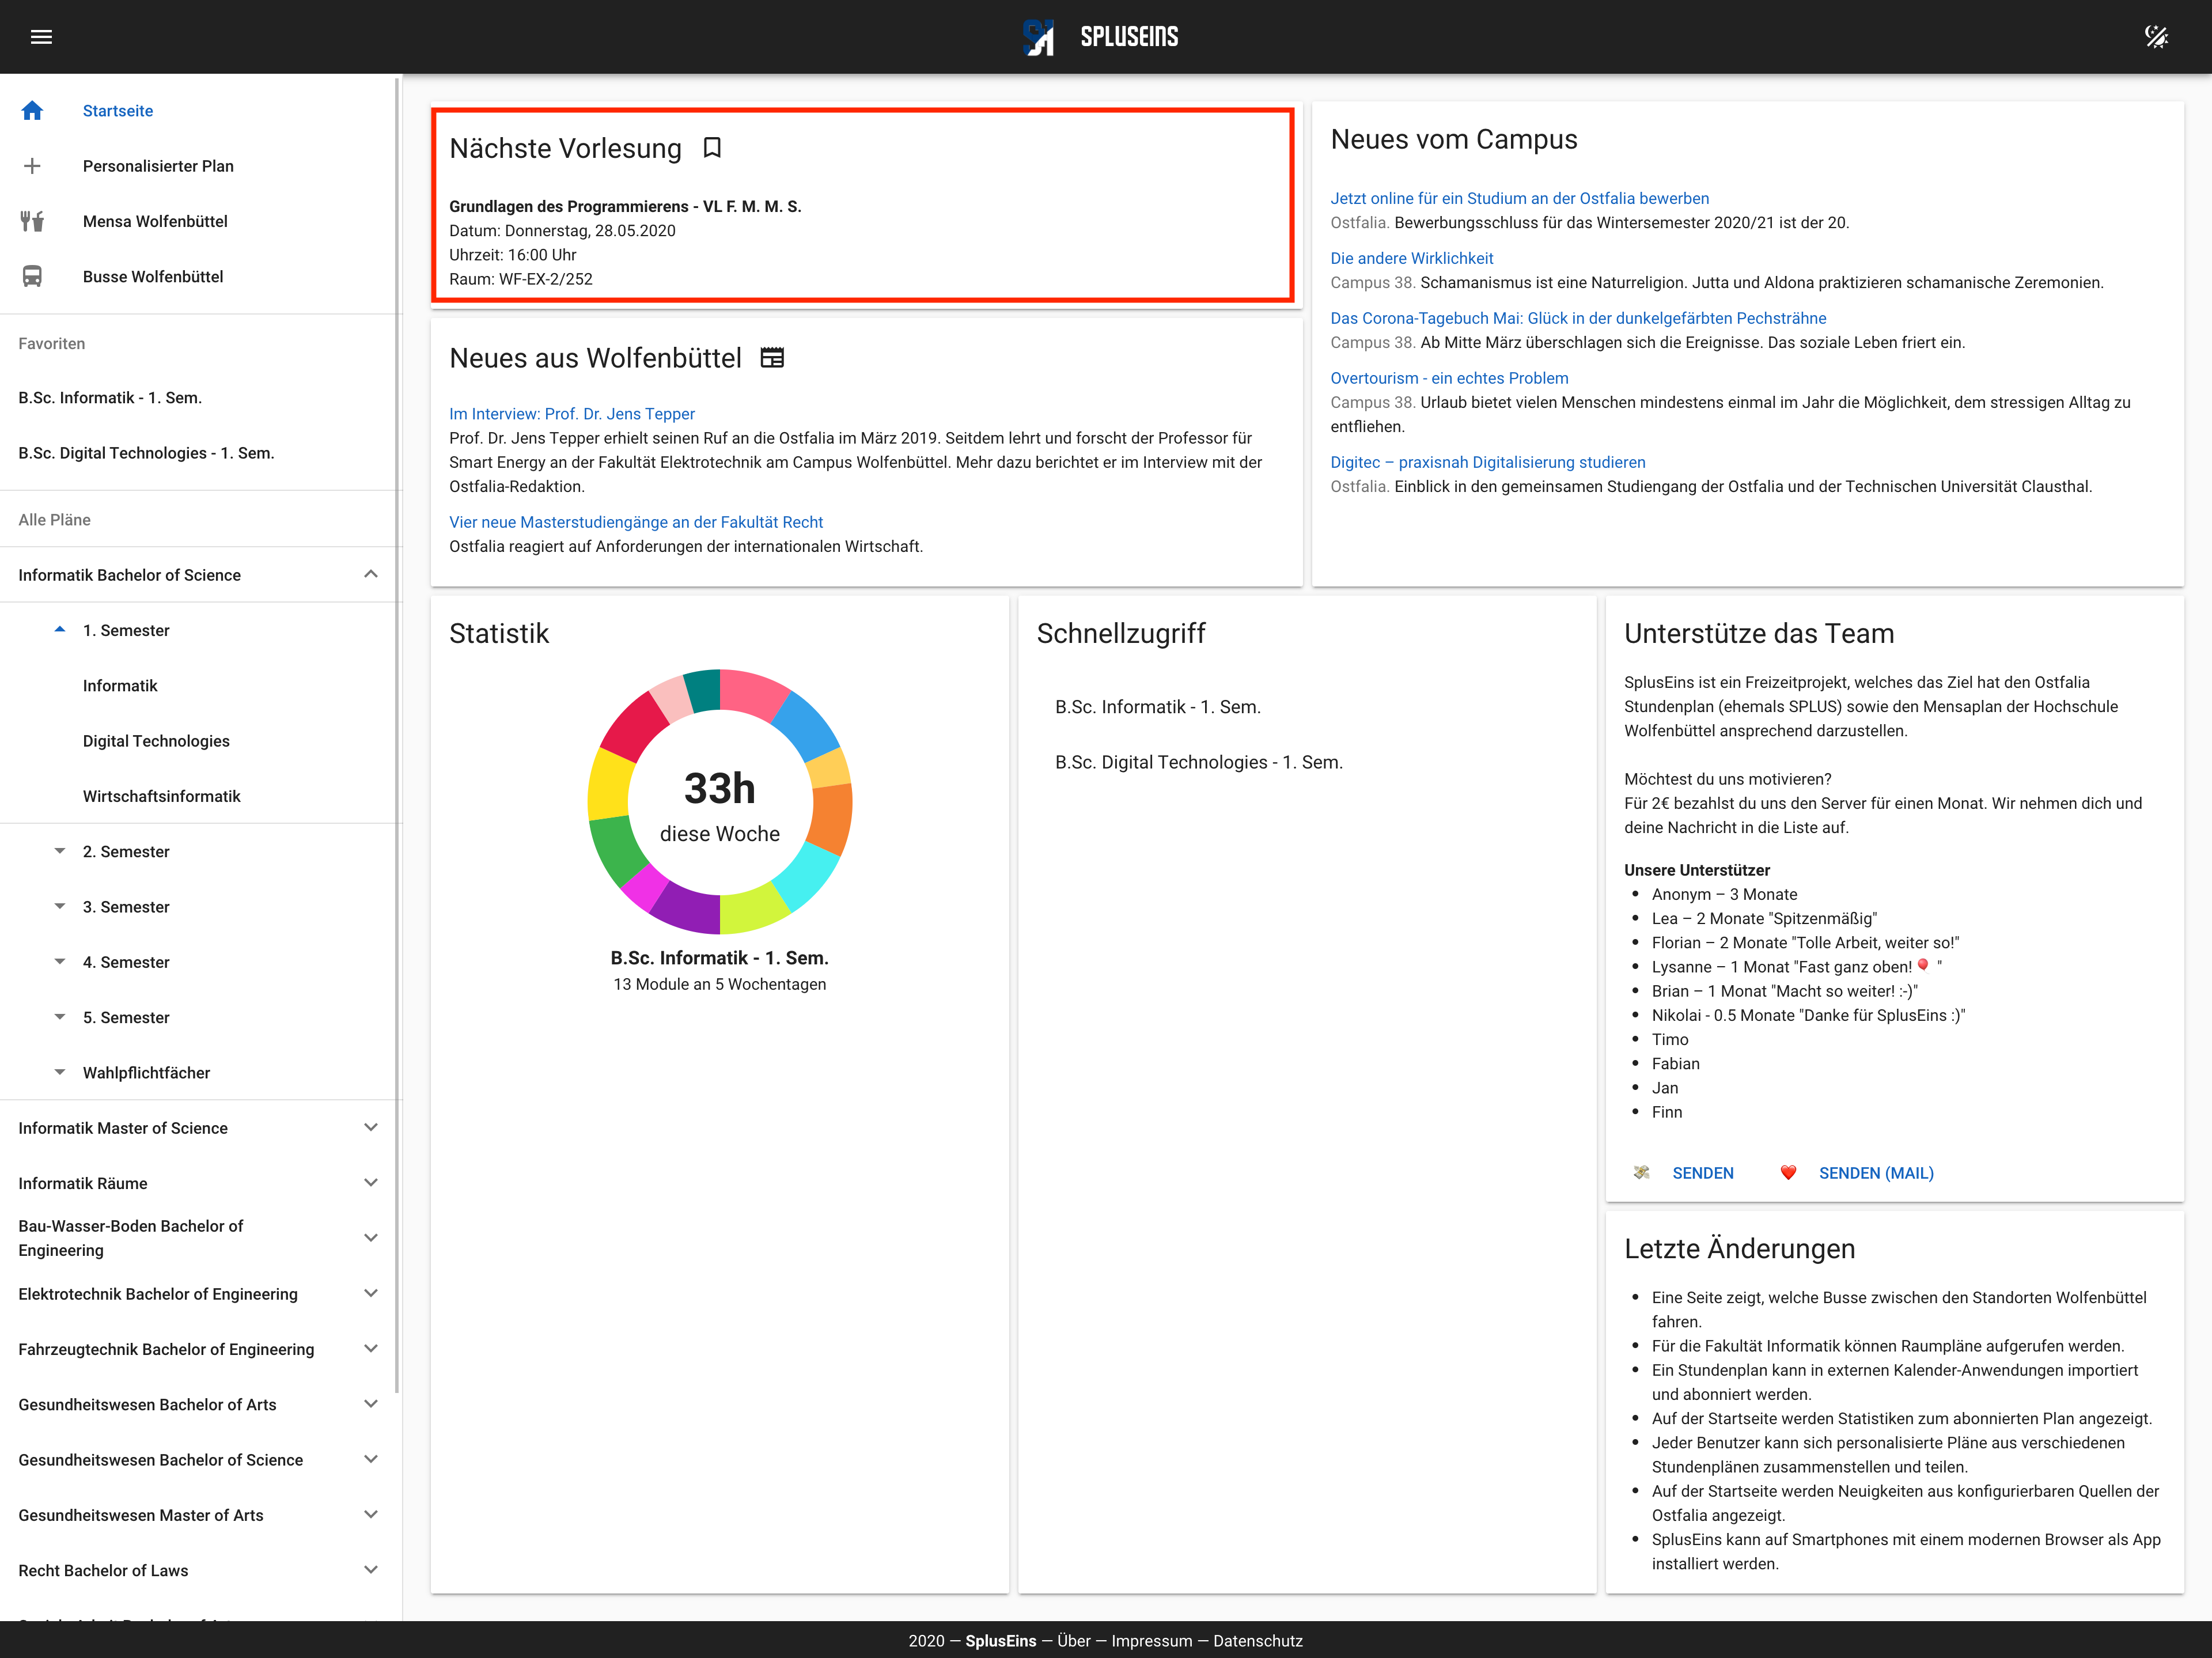 SPLUSEINS
Startseite
Personalisierter Plan
Mensa Wolfenbüttel
Busse Wolfenbüttel
Favoriten
B.Sc. Informatik - 1. Sem.
B.Sc. Digital Technologies - 1. Sem.
Alle Pläne
Informatik Bachelor of Science
1. Semester
Informatik
Digital Technologies
Wirtschaftsinformatik
2. Semester
3. Semester
4. Semester
5. Semester
Wahlpflichtfächer
Informatik Master of Science
Informatik Räume
Bau-Wasser-Boden Bachelor of
Engineering
Elektrotechnik Bachelor of Engineering
Fahrzeugtechnik Bachelor of Engineering
Gesundheitswesen Bachelor of Arts
Gesundheitswesen Bachelor of Science
Gesundheitswesen Master of Arts
Recht Bachelor of Laws
Nächste Vorlesung
Grundlagen des Programmierens - VL F. M. M. S.
Datum: Donnerstag, 28.05.2020
Uhrzeit: 16:00 Uhr
Raum: WF-EX-2/252
Neues aus Wolfenbüttel
Im Interview: Prof. Dr. Jens Tepper
Prof. Dr. Jens Tepper erhielt seinen Ruf an die Ostfalia im März 2019. Seitdem lehrt und forscht der Professor für
Smart Energy an der Fakultät Elektrotechnik am Campus Wolfenbüttel. Mehr dazu berichtet er im Interview mit der
Ostfalia-Redaktion.
Vier neue Masterstudiengänge an der Fakultät Recht
Ostfalia reagiert auf Anforderungen der internationalen Wirtschaft.
Neues vom Campus
Jetzt online für ein Studium an der Ostfalia bewerben
Ostfalia. Bewerbungsschluss für das Wintersemester 2020/21 ist der 20.
Die andere Wirklichkeit
Campus 38. Schamanismus ist eine Naturreligion. Jutta und Aldona praktizieren schamanische Zeremonien.
Das Corona-Tagebuch Mai: Glück in der dunkelgefärbten Pechsträhne
Campus 38. Ab Mitte März überschlagen sich die Ereignisse. Das soziale Leben friert ein.
Overtourism - ein echtes Problem
Campus 38. Urlaub bietet vielen Menschen mindestens einmal im Jahr die Möglichkeit, dem stressigen Alltag zu
entfliehen.
Digitec – praxisnah Digitalisierung studieren
Ostfalia. Einblick in den gemeinsamen Studiengang der Ostfalia und der Technischen Universität Clausthal.
Statistik
33h
diese Woche
B.Sc. Informatik - 1. Sem.
13 Module an 5 Wochentagen
Schnellzugriff
B.Sc. Informatik - 1. Sem.
B.Sc. Digital Technologies - 1. Sem.
Unterstütze das Team
SplusEins ist ein Freizeitprojekt, welches das Ziel hat den Ostfalia
Stundenplan (ehemals SPLUS) sowie den Mensaplan der Hochschule
Wolfenbüttel ansprechend darzustellen.
Möchtest du uns motivieren?
Für 2€ bezahlst du uns den Server für einen Monat. Wir nehmen dich und
deine Nachricht in die Liste auf.
Unsere Unterstützer
• Anonym – 3 Monate
• Lea – 2 Monate "Spitzenmäßig"
• Florian – 2 Monate "Tolle Arbeit, weiter so!"
• Lysanne – 1 Monat "Fast ganz oben! 🎈 "
• Brian – 1 Monat "Macht so weiter! :-)"
• Nikolai - 0.5 Monate "Danke für SplusEins :)"
• Timo
• Fabian
• Jan
• Finn
💸 SENDEN ❤️ SENDEN (MAIL)
Letzte Änderungen
• Eine Seite zeigt, welche Busse zwischen den Standorten Wolfenbüttel
fahren.
• Für die Fakultät Informatik können Raumpläne aufgerufen werden.
• Ein Stundenplan kann in externen Kalender-Anwendungen importiert
und abonniert werden.
• Auf der Startseite werden Statistiken zum abonnierten Plan angezeigt.
• Jeder Benutzer kann sich personalisierte Pläne aus verschiedenen
Stundenplänen zusammenstellen und teilen.
• Auf der Startseite werden Neuigkeiten aus konfigurierbaren Quellen der
Ostfalia angezeigt.
• SplusEins kann auf Smartphones mit einem modernen Browser als App
installiert werden.
2020 — SplusEins — Über — Impressum — Datenschutz